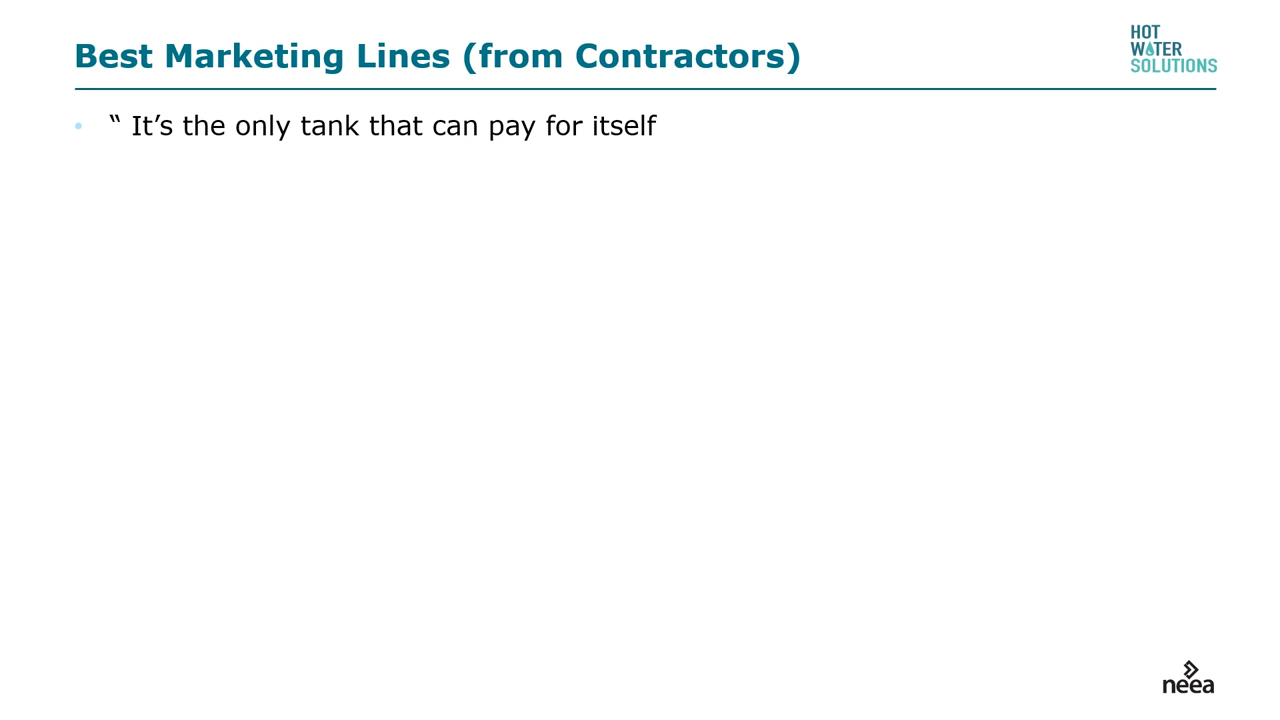 Best Marketing Lines (from Contractors)
HOT
WATER
SOLUTIONS
• “ It’s the only tank that can pay for itself
neea